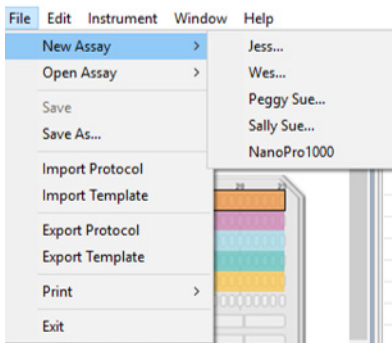 File Edit Instrument Window Help
New Assay >
Open Assay >
Save
Save As...
Import Protocol
Import Template
Export Protocol
Export Template
Print >
Exit
Jess...
Wes...
Peggy Sue...
Sally Sue...
NanoPro1000
20